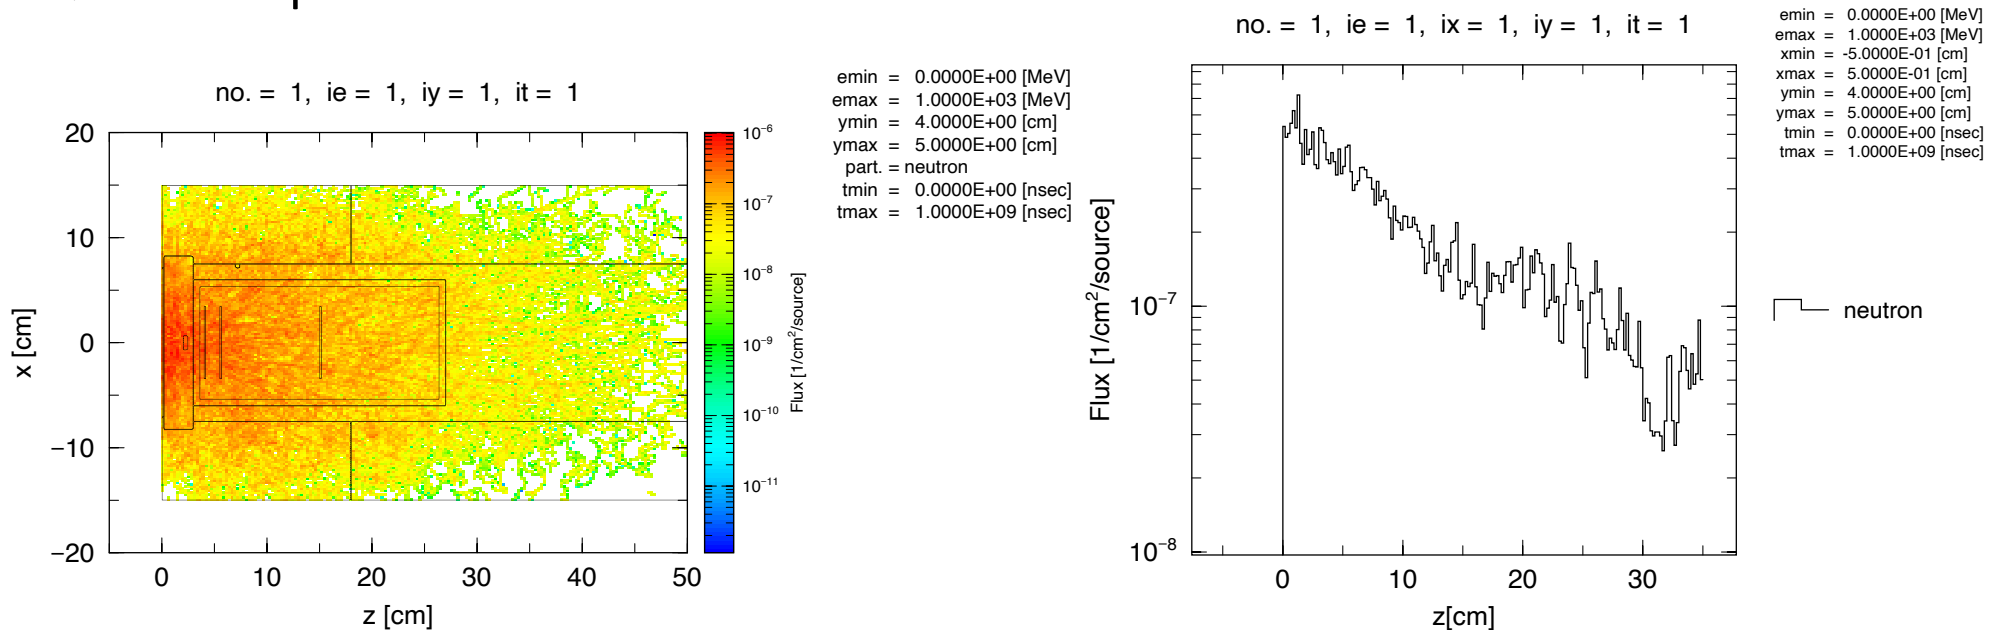 no. = 1, ie = 1, iy = 1, it = 1
emin = 0.0000E+00 [MeV]
emax = 1.0000E+03 [MeV]
ymin = 4.0000E+00 [cm]
ymax = 5.0000E+00 [cm]
part. = neutron
tmin = 0.0000E+00 [nsec]
tmax = 1.0000E+09 [nsec]
20
10
0
−10
−20
x [cm]
0 10 20 30 40 50
z [cm]
10⁻⁶
10⁻⁷
10⁻⁸
10⁻⁹
10⁻¹⁰
10⁻¹¹
Flux [1/cm²/source]
no. = 1, ie = 1, ix = 1, iy = 1, it = 1
emin = 0.0000E+00 [MeV]
emax = 1.0000E+03 [MeV]
xmin = -5.0000E-01 [cm]
xmax = 5.0000E-01 [cm]
ymin = 4.0000E+00 [cm]
ymax = 5.0000E+00 [cm]
tmin = 0.0000E+00 [nsec]
tmax = 1.0000E+09 [nsec]
Flux [1/cm²/source]
10⁻⁷
10⁻⁸
0 10 20 30
z[cm]
neutron